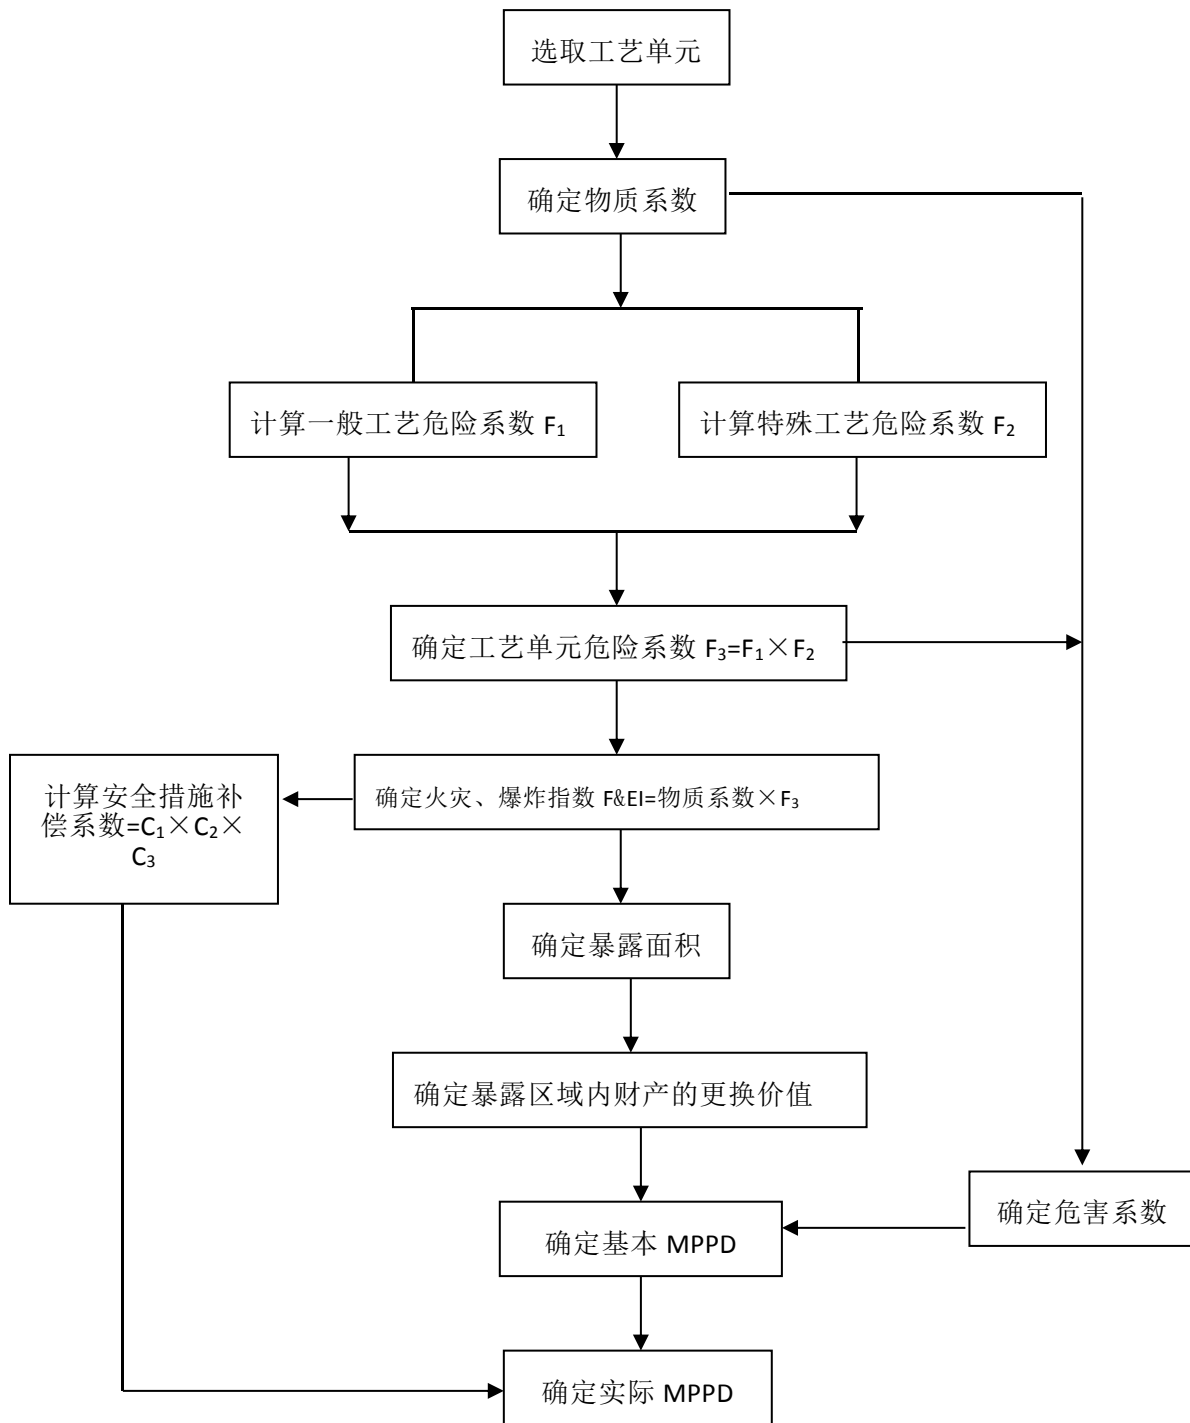 选取工艺单元
确定物质系数
计算一般工艺危险系数 F₁
计算特殊工艺危险系数 F₂
确定工艺单元危险系数 F₃=F₁×F₂
计算安全措施补
偿系数=C₁×C₂×
C₃
确定火灾、爆炸指数 F&EI=物质系数×F₃
确定暴露面积
确定暴露区域内财产的更换价值
确定危害系数
确定基本 MPPD
确定实际 MPPD